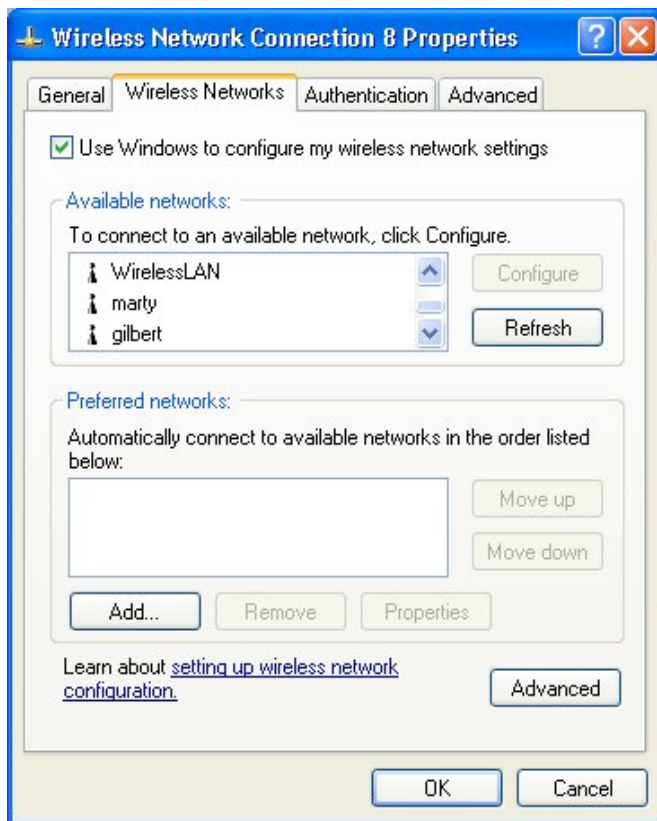 Wireless Network Connection 8 Properties
General Wireless Networks Authentication Advanced
Use Windows to configure my wireless network settings
Available networks:
To connect to an available network, click Configure.
WirelessLAN
marty
gilbert
Configure
Refresh
Preferred networks:
Automatically connect to available networks in the order listed
below:
Move up
Move down
Add... Remove Properties
Learn about setting up wireless network
configuration.
Advanced
OK Cancel